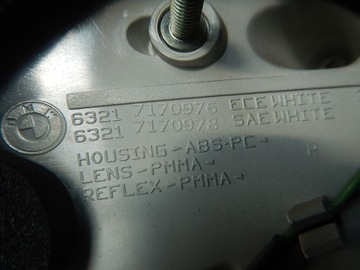 6321 7170976 ECE WHITE
6321 7170978 SAE WHITE
HOUSING-ABS·PC
LENS-PMMA
REFLEX-PMMA
R